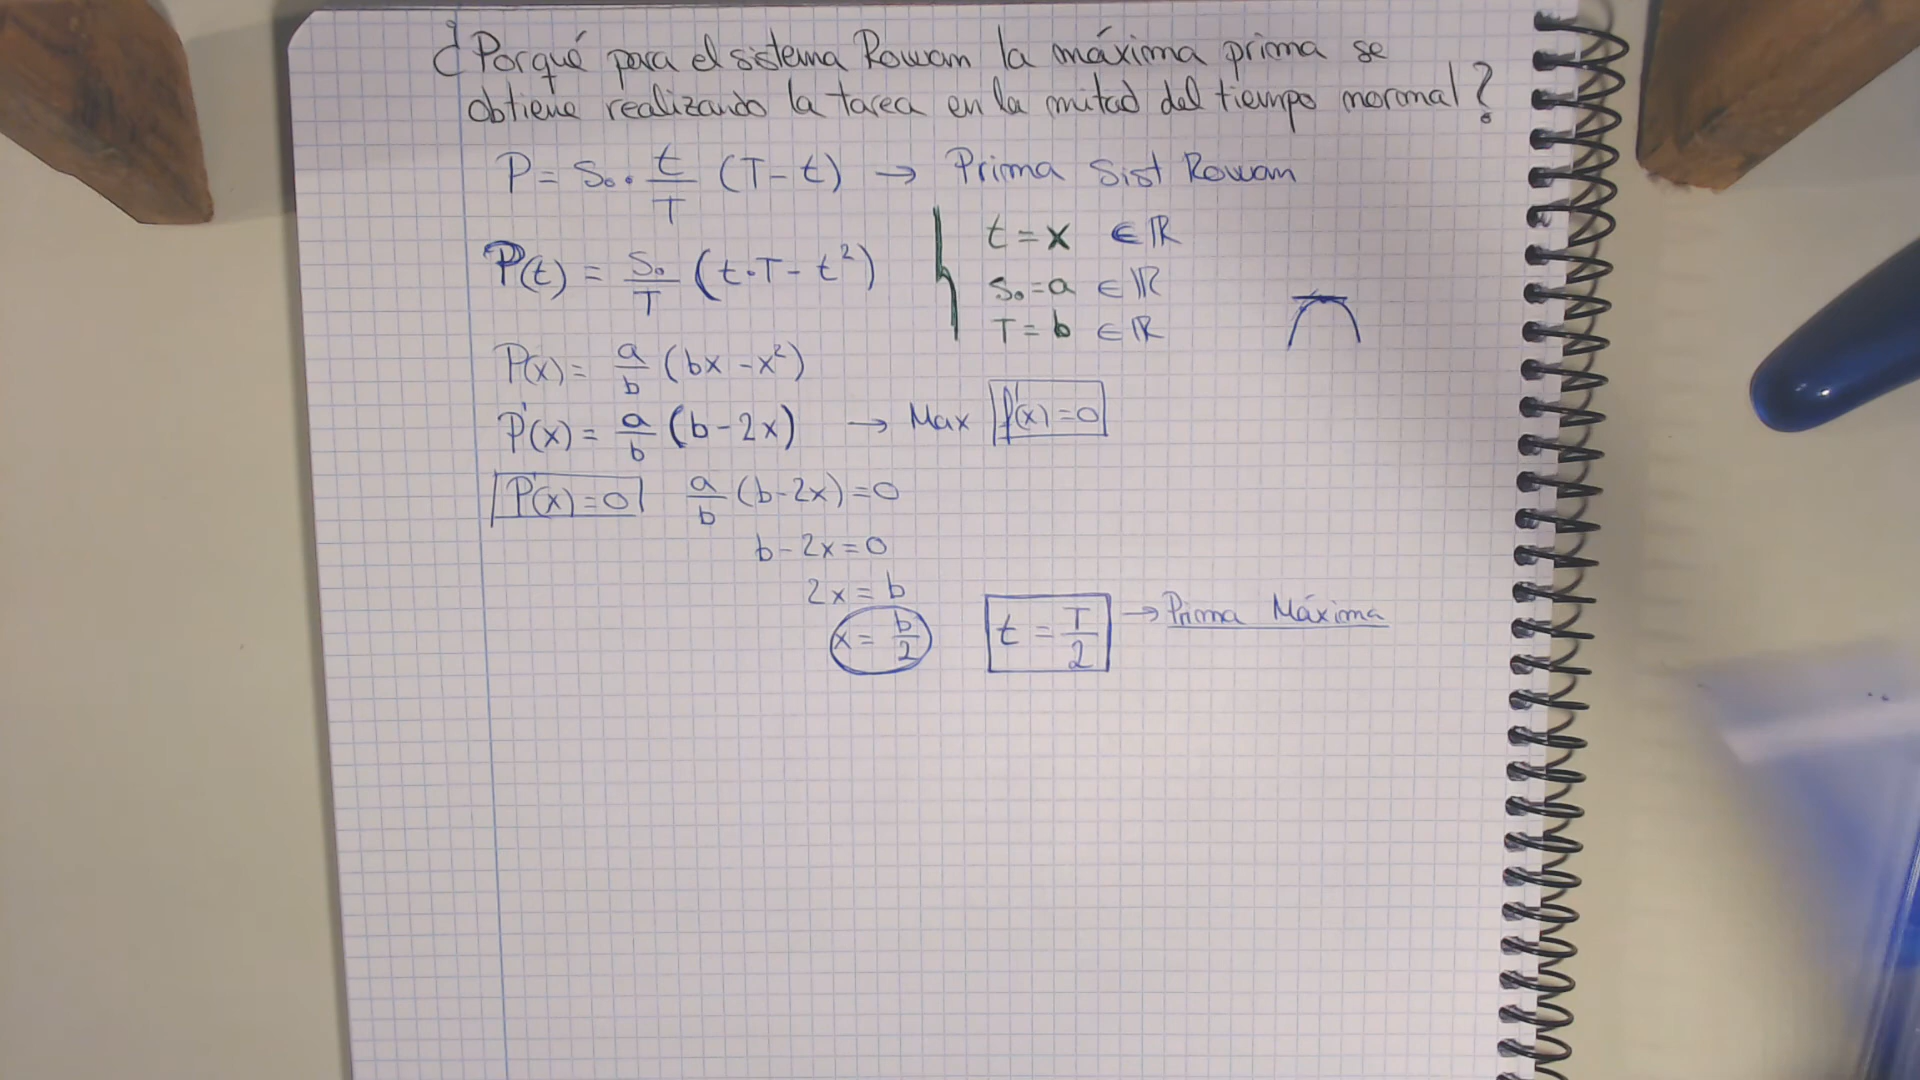 ¿Porqué para el sistema Rowam la máxima prima se
obtiene realizando la tarea en la mitad del tiempo normal?
P = S₀ · t/T (T - t) → Prima Sist Rowam
P(t) = S₀/T (t·T - t²)
t = x ∈ ℝ
S₀ = a ∈ ℝ
T = b ∈ ℝ
P(x) = a/b (bx - x²)
P'(x) = a/b (b - 2x) → Max f'(x) = 0
P'(x) = 0 a/b (b - 2x) = 0
b - 2x = 0
2x = b
x = b/2 t = T/2 → Prima Máxima